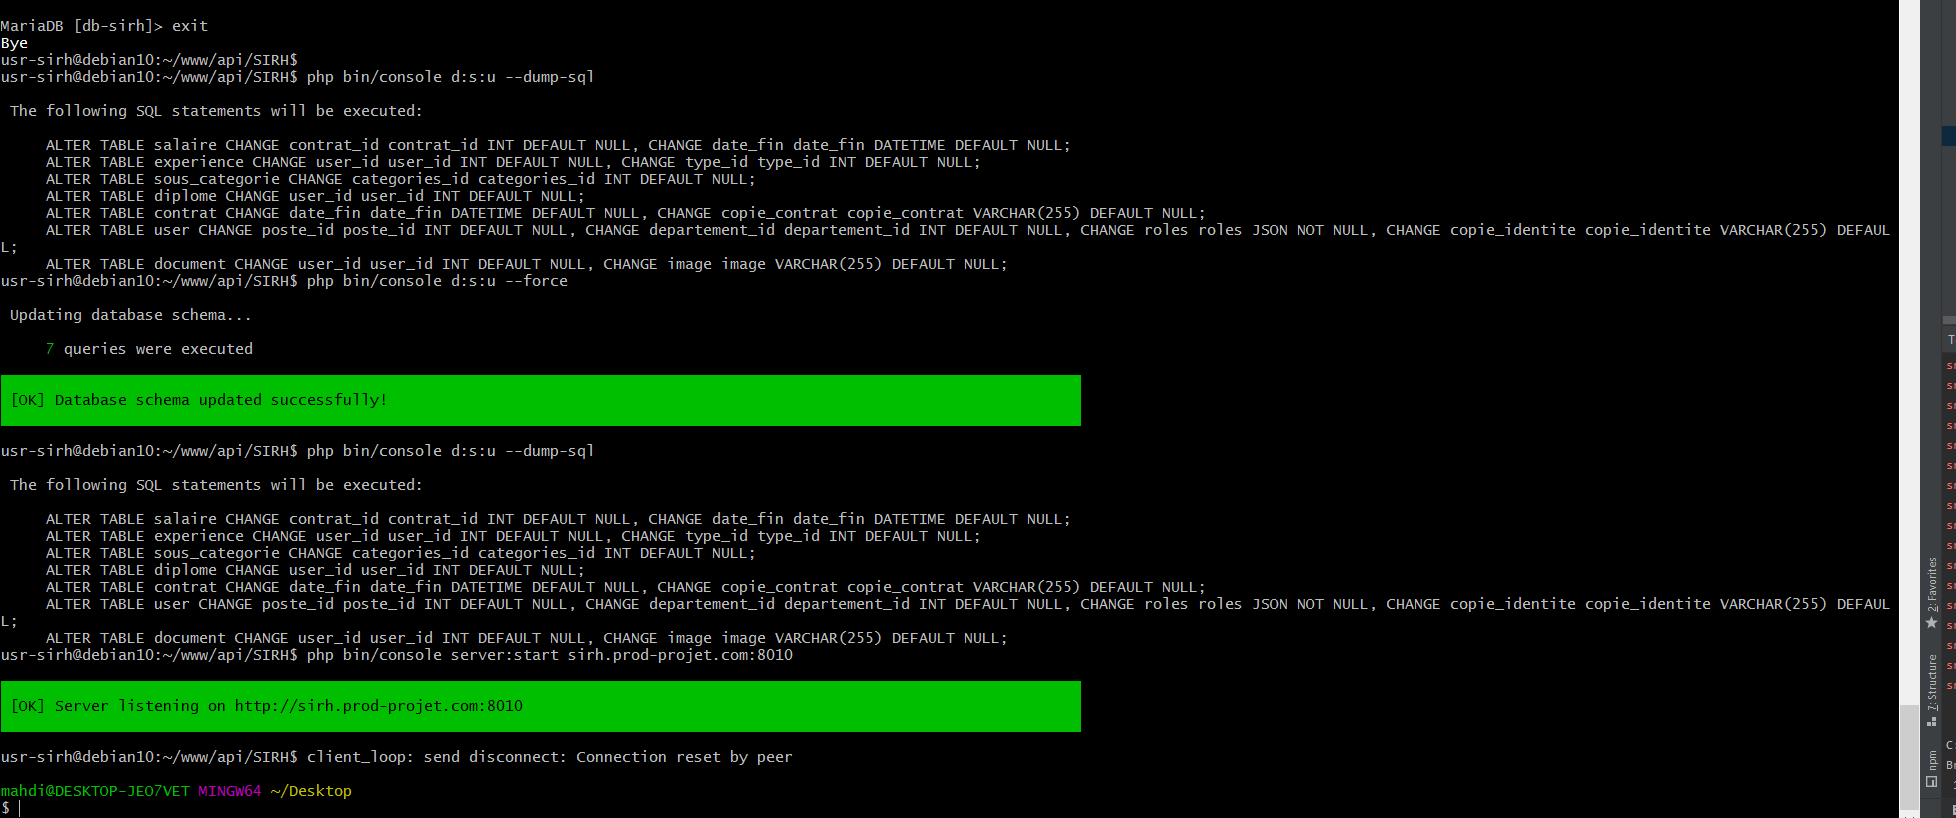 MariaDB [db-sirh]> exit
Bye
usr-sirh@debian10:~/www/api/SIRH$
usr-sirh@debian10:~/www/api/SIRH$ php bin/console d:s:u --dump-sql
The following SQL statements will be executed:
ALTER TABLE salaire CHANGE contrat_id contrat_id INT DEFAULT NULL, CHANGE date_fin date_fin DATETIME DEFAULT NULL;
ALTER TABLE experience CHANGE user_id user_id INT DEFAULT NULL, CHANGE type_id type_id INT DEFAULT NULL;
ALTER TABLE sous_categorie CHANGE categories_id categories_id INT DEFAULT NULL;
ALTER TABLE diplome CHANGE user_id user_id INT DEFAULT NULL;
ALTER TABLE contrat CHANGE date_fin date_fin DATETIME DEFAULT NULL, CHANGE copie_contrat copie_contrat VARCHAR(255) DEFAULT NULL;
ALTER TABLE user CHANGE poste_id poste_id INT DEFAULT NULL, CHANGE departement_id departement_id INT DEFAULT NULL, CHANGE roles roles JSON NOT NULL, CHANGE copie_identite copie_identite VARCHAR(255) DEFAUL
L;
ALTER TABLE document CHANGE user_id user_id INT DEFAULT NULL, CHANGE image image VARCHAR(255) DEFAULT NULL;
usr-sirh@debian10:~/www/api/SIRH$ php bin/console d:s:u --force
Updating database schema...
7 queries were executed
[OK] Database schema updated successfully!
usr-sirh@debian10:~/www/api/SIRH$ php bin/console d:s:u --dump-sql
The following SQL statements will be executed:
ALTER TABLE salaire CHANGE contrat_id contrat_id INT DEFAULT NULL, CHANGE date_fin date_fin DATETIME DEFAULT NULL;
ALTER TABLE experience CHANGE user_id user_id INT DEFAULT NULL, CHANGE type_id type_id INT DEFAULT NULL;
ALTER TABLE sous_categorie CHANGE categories_id categories_id INT DEFAULT NULL;
ALTER TABLE diplome CHANGE user_id user_id INT DEFAULT NULL;
ALTER TABLE contrat CHANGE date_fin date_fin DATETIME DEFAULT NULL, CHANGE copie_contrat copie_contrat VARCHAR(255) DEFAULT NULL;
ALTER TABLE user CHANGE poste_id poste_id INT DEFAULT NULL, CHANGE departement_id departement_id INT DEFAULT NULL, CHANGE roles roles JSON NOT NULL, CHANGE copie_identite copie_identite VARCHAR(255) DEFAUL
L;
ALTER TABLE document CHANGE user_id user_id INT DEFAULT NULL, CHANGE image image VARCHAR(255) DEFAULT NULL;
usr-sirh@debian10:~/www/api/SIRH$ php bin/console server:start sirh.prod-projet.com:8010
[OK] Server listening on http://sirh.prod-projet.com:8010
usr-sirh@debian10:~/www/api/SIRH$ client_loop: send disconnect: Connection reset by peer
mahdi@DESKTOP-JEO7VET MINGW64 ~/Desktop
$
2: Favorites
7: Structure
npm